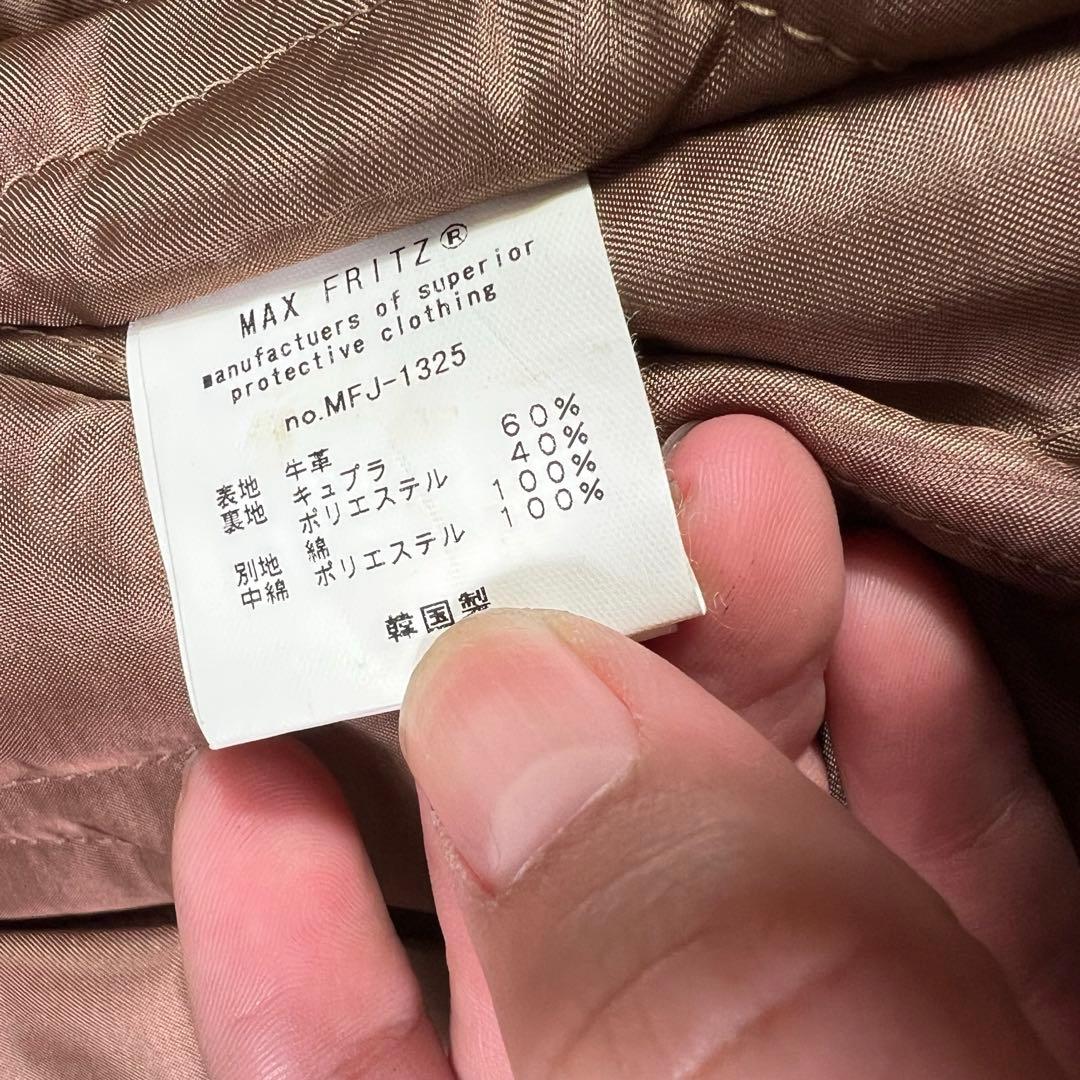 MAX FRITZ®
manufactuers of superior
protective clothing
no.MFJ-1325
表地 牛革
裏地 キュプラ 60%
ポリエステル 40%
別地 綿 100%
中綿 ポリエステル 100%
韓国製